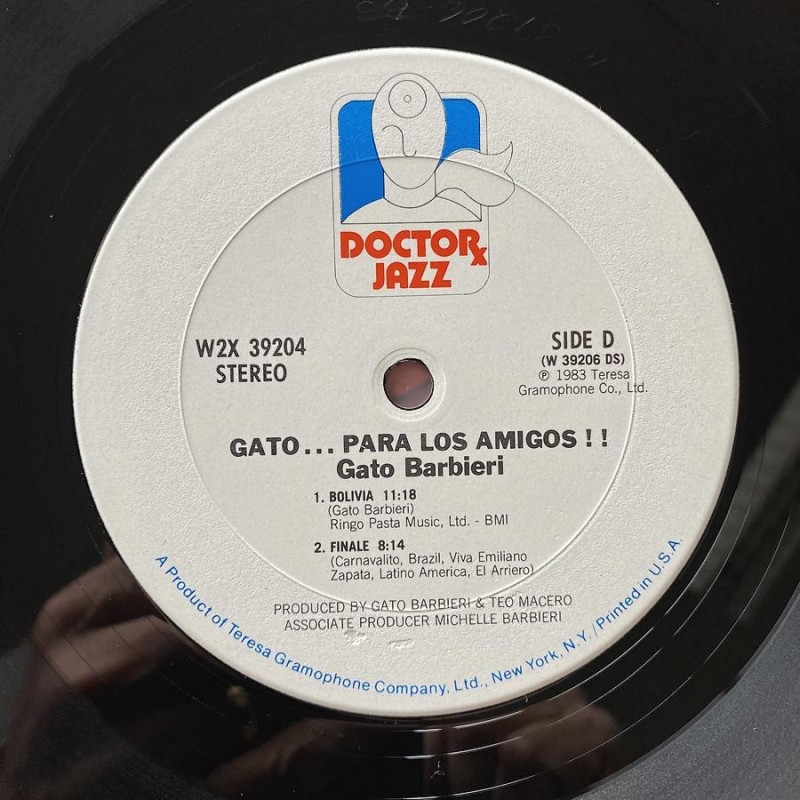 DOCTOR℞
JAZZ
W2X 39204
STEREO
SIDE D
(W 39206 DS)
℗ 1983 Teresa
Gramophone Co., Ltd.
GATO... PARA LOS AMIGOS ! !
Gato Barbieri
1. BOLIVIA 11:18
(Gato Barbieri)
Ringo Pasta Music, Ltd. - BMI
2. FINALE 8:14
(Carnavalito, Brazil, Viva Emiliano
Zapata, Latino America, El Arriero)
PRODUCED BY GATO BARBIERI & TEO MACERO
ASSOCIATE PRODUCER MICHELLE BARBIERI
A Product of Teresa Gramophone Company, Ltd., New York, N.Y./Printed in U.S.A